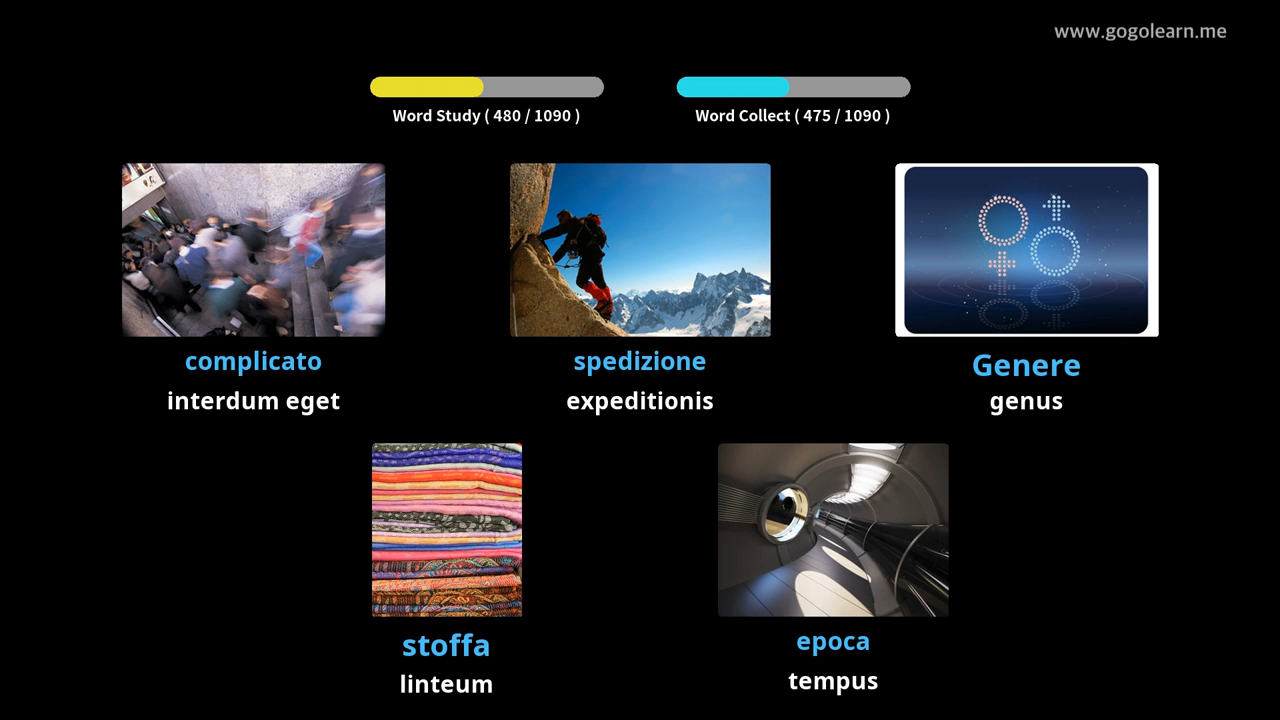 www.gogolearn.me
Word Study ( 480 / 1090 )
Word Collect ( 475 / 1090 )
complicato
interdum eget
spedizione
expeditionis
Genere
genus
stoffa
linteum
epoca
tempus